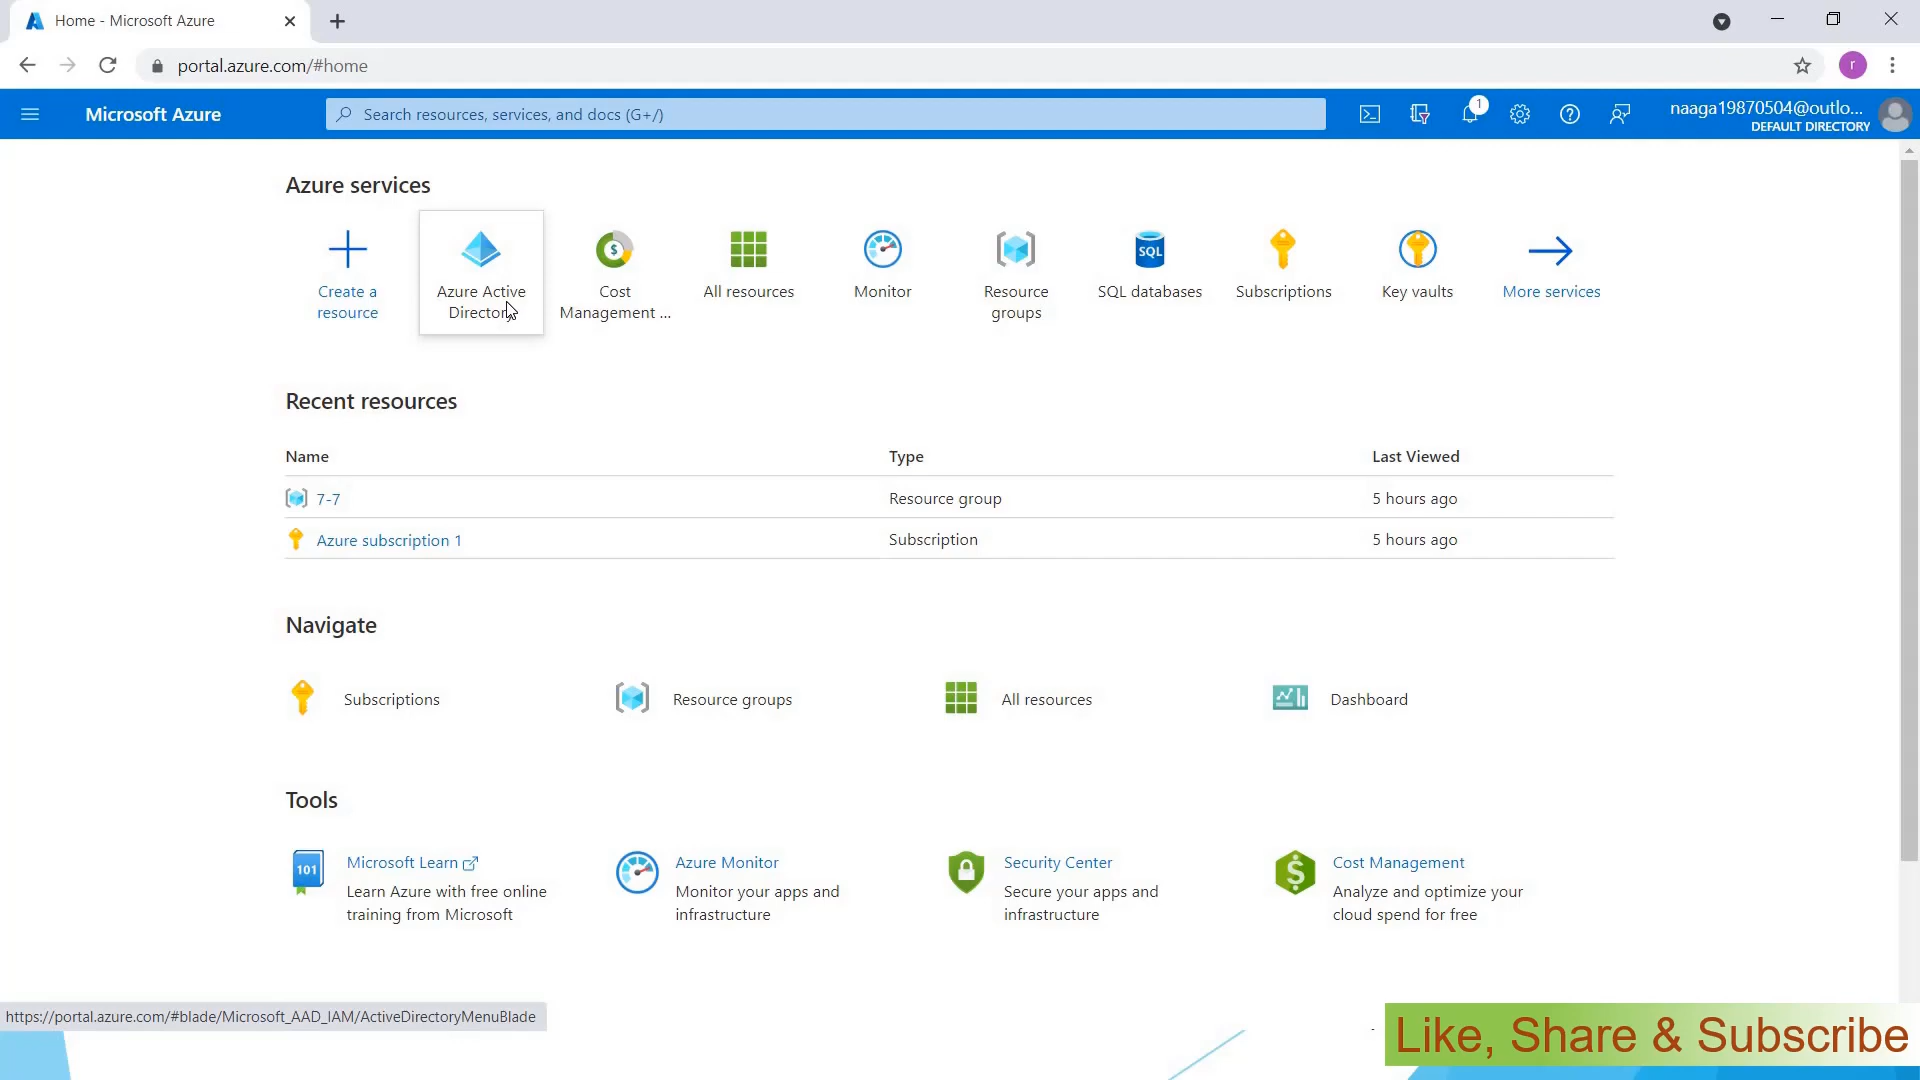 Home - Microsoft Azure
portal.azure.com/#home
r
Microsoft Azure
Search resources, services, and docs (G+/)
1
naaga19870504@outlo...
DEFAULT DIRECTORY
Azure services
Create a
resource
Azure Active
Directory
Cost
Management ...
All resources
Monitor
Resource
groups
SQL
SQL databases
Subscriptions
Key vaults
More services
Recent resources
Name Type Last Viewed
7-7 Resource group 5 hours ago
Azure subscription 1 Subscription 5 hours ago
Navigate
Subscriptions
Resource groups
All resources
Dashboard
Tools
101
Microsoft Learn
Learn Azure with free online
training from Microsoft
Azure Monitor
Monitor your apps and
infrastructure
Security Center
Secure your apps and
infrastructure
Cost Management
Analyze and optimize your
cloud spend for free
https://portal.azure.com/#blade/Microsoft_AAD_IAM/ActiveDirectoryMenuBlade
Like, Share & Subscribe